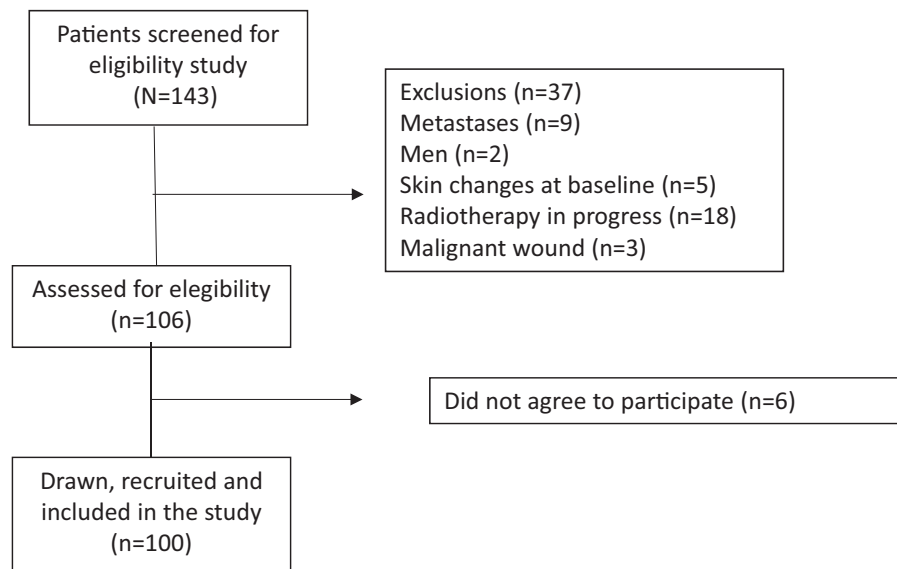 Patients screened for
eligibility study
(N=143)
Exclusions (n=37)
Metastases (n=9)
Men (n=2)
Skin changes at baseline (n=5)
Radiotherapy in progress (n=18)
Malignant wound (n=3)
Assessed for elegibility
(n=106)
Did not agree to participate (n=6)
Drawn, recruited and
included in the study
(n=100)